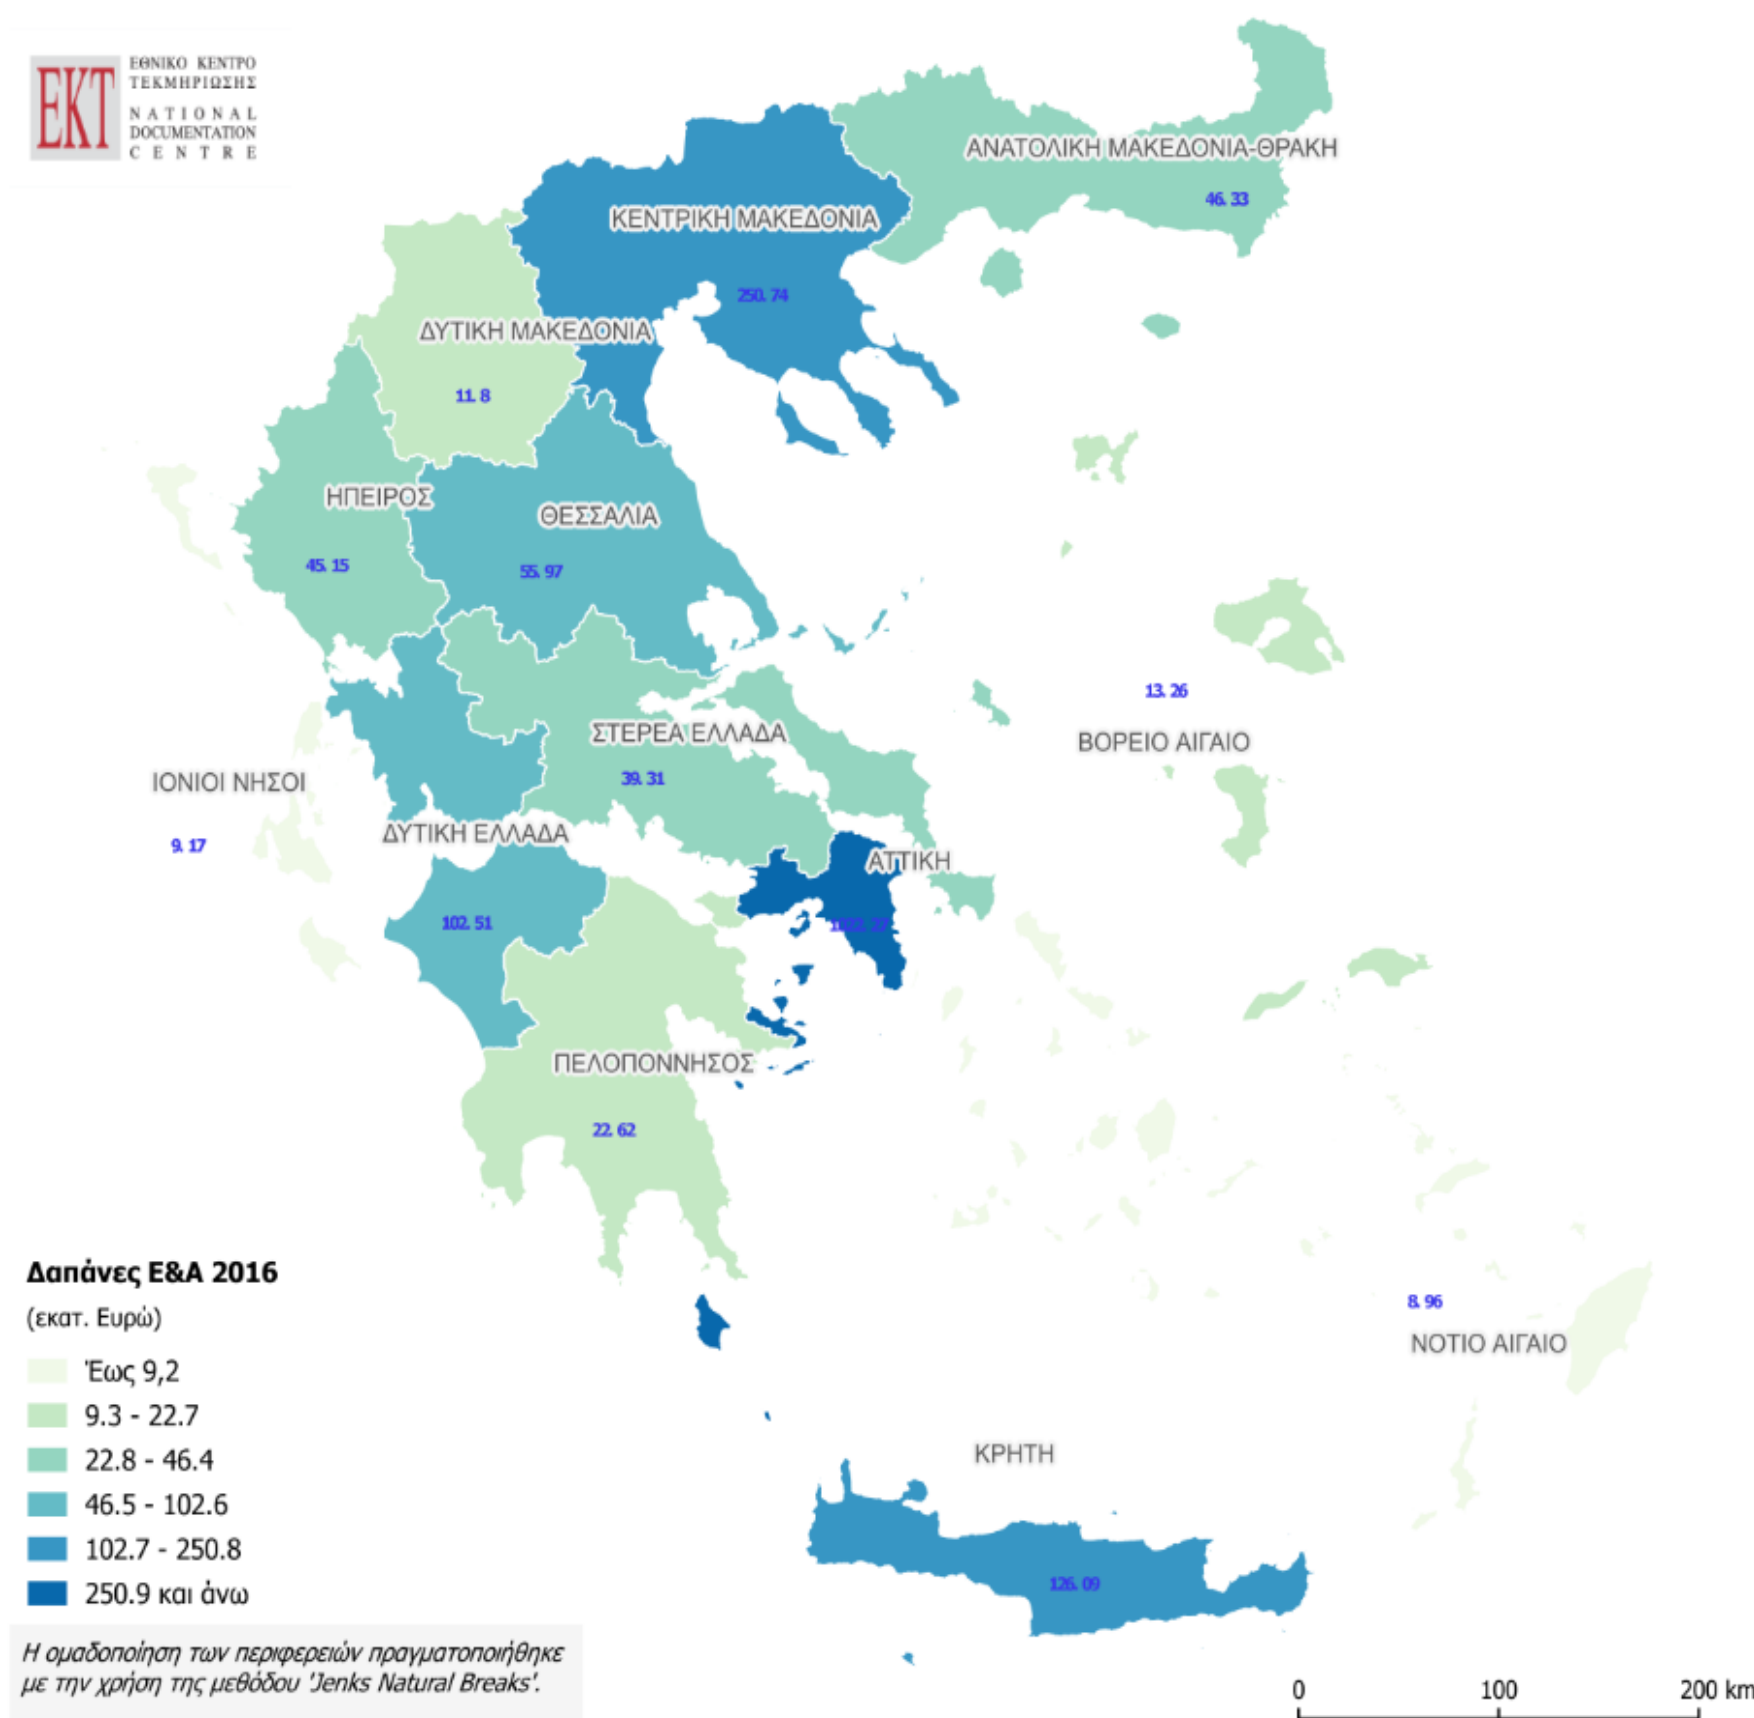 ΕΚΤ
ΕΘΝΙΚΟ ΚΕΝΤΡΟ
ΤΕΚΜΗΡΙΩΣΗΣ
NATIONAL
DOCUMENTATION
CENTRE
ΑΝΑΤΟΛΙΚΗ ΜΑΚΕΔΟΝΙΑ-ΘΡΑΚΗ
46. 33
ΚΕΝΤΡΙΚΗ ΜΑΚΕΔΟΝΙΑ
250. 74
ΔΥΤΙΚΗ ΜΑΚΕΔΟΝΙΑ
11. 8
ΗΠΕΙΡΟΣ
45. 15
ΘΕΣΣΑΛΙΑ
55. 97
13. 26
ΒΟΡΕΙΟ ΑΙΓΑΙΟ
ΣΤΕΡΕΑ ΕΛΛΑΔΑ
39. 31
ΙΟΝΙΟΙ ΝΗΣΟΙ
9. 17
ΔΥΤΙΚΗ ΕΛΛΑΔΑ
102. 51
ΑΤΤΙΚΗ
ΠΕΛΟΠΟΝΝΗΣΟΣ
22. 62
8. 96
ΝΟΤΙΟ ΑΙΓΑΙΟ
ΚΡΗΤΗ
126. 09
Δαπάνες Ε&Α 2016
(εκατ. Ευρώ)
Έως 9,2
9.3 - 22.7
22.8 - 46.4
46.5 - 102.6
102.7 - 250.8
250.9 και άνω
Η ομαδοποίηση των περιφερειών πραγματοποιήθηκε
με την χρήση της μεθόδου 'Jenks Natural Breaks'.
0 100 200 km